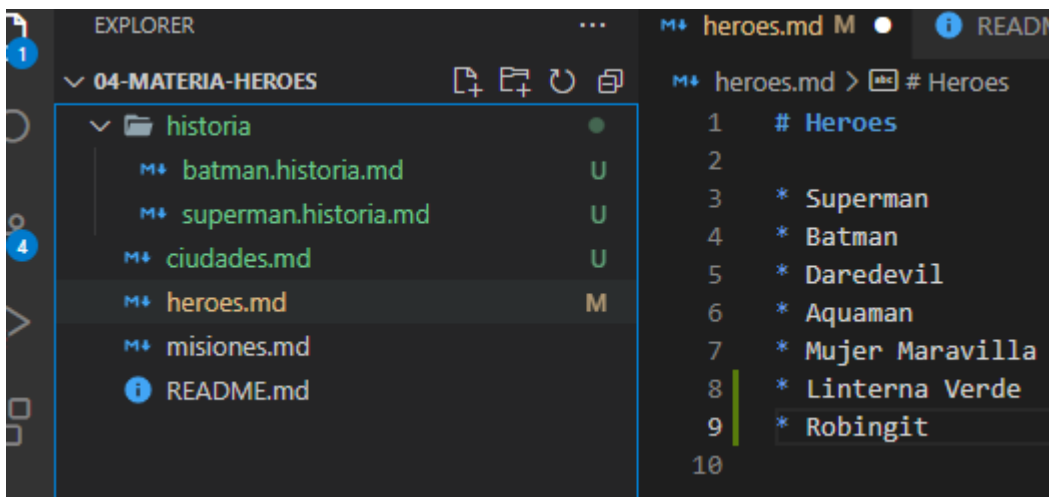 EXPLORER ...
04-MATERIA-HEROES
historia
M↓ batman.historia.md U
M↓ superman.historia.md U
M↓ ciudades.md U
M↓ heroes.md M
M↓ misiones.md
README.md
1
4
M↓ heroes.md M ● READ
M↓ heroes.md > abc # Heroes
1 # Heroes
2
3 * Superman
4 * Batman
5 * Daredevil
6 * Aquaman
7 * Mujer Maravilla
8 * Linterna Verde
9 * Robingit
10